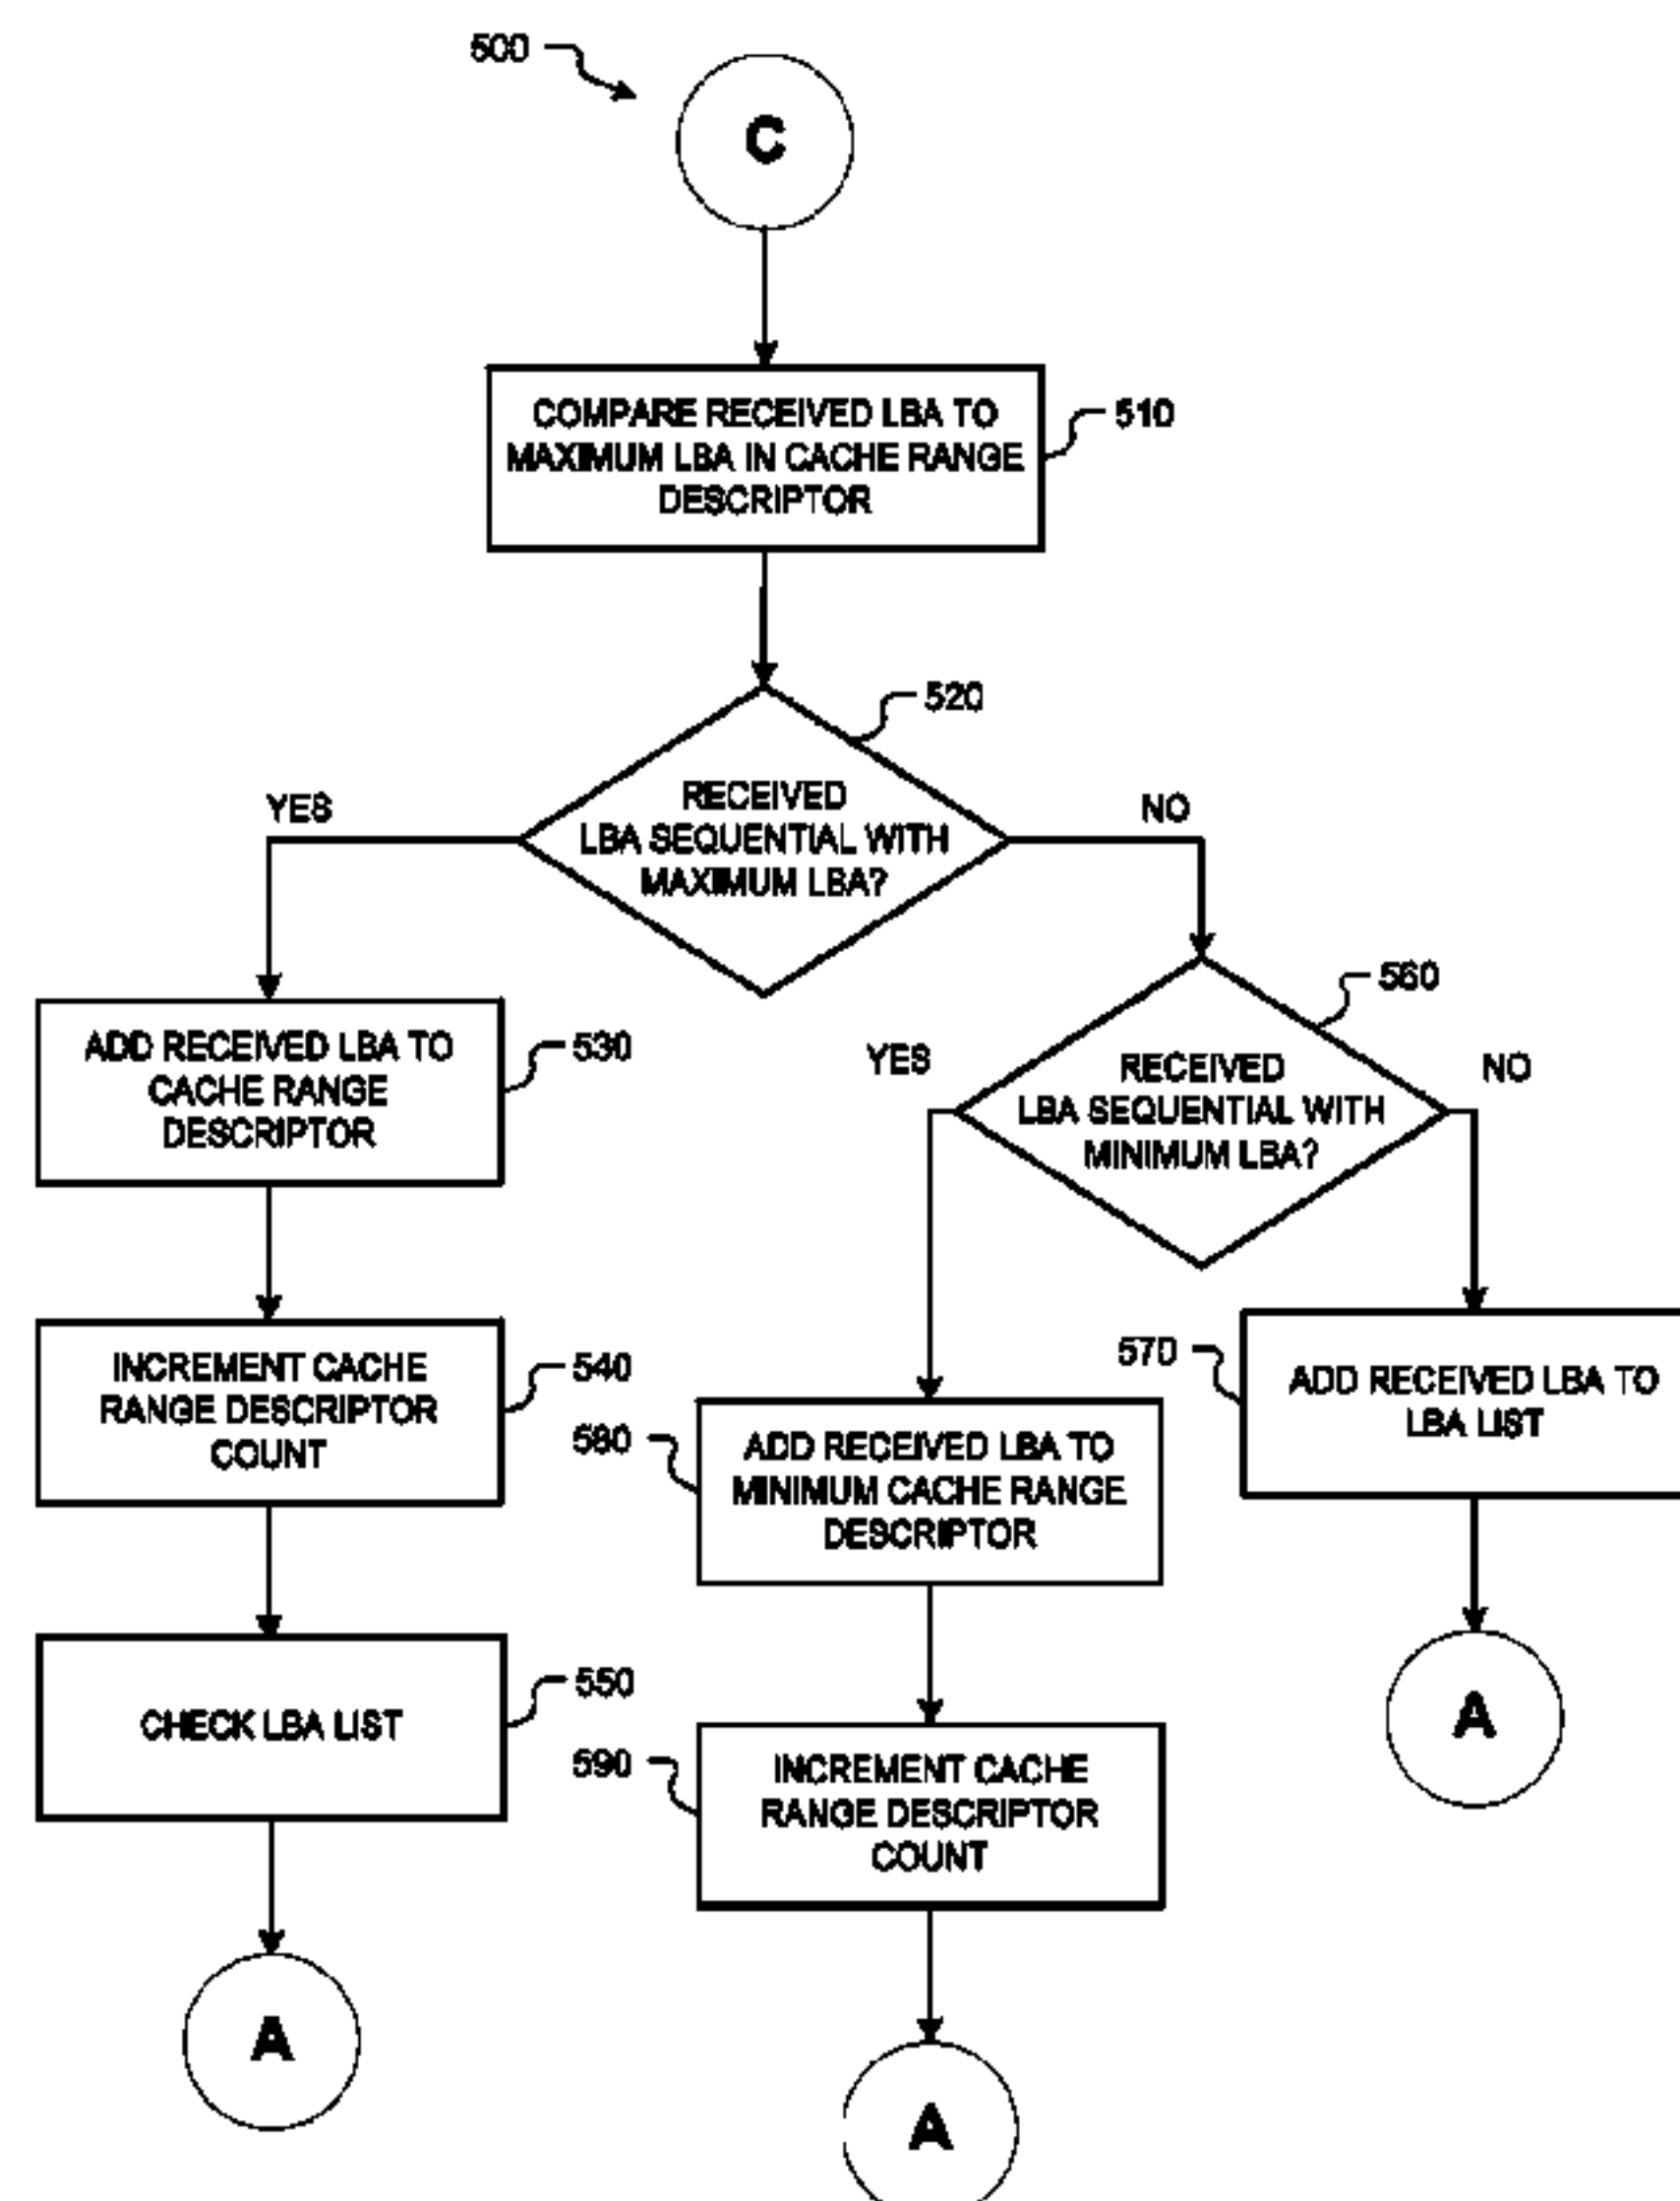 500
C
COMPARE RECEIVED LBA TO
MAXIMUM LBA IN CACHE RANGE
DESCRIPTOR
510
520
RECEIVED
LBA SEQUENTIAL WITH
MAXIMUM LBA?
YES
NO
560
RECEIVED
LBA SEQUENTIAL WITH
MINIMUM LBA?
YES
NO
ADD RECEIVED LBA TO
CACHE RANGE
DESCRIPTOR
530
INCREMENT CACHE
RANGE DESCRIPTOR
COUNT
540
CHECK LBA LIST
550
A
580
ADD RECEIVED LBA TO
MINIMUM CACHE RANGE
DESCRIPTOR
590
INCREMENT CACHE
RANGE DESCRIPTOR
COUNT
A
570
ADD RECEIVED LBA TO
LBA LIST
A